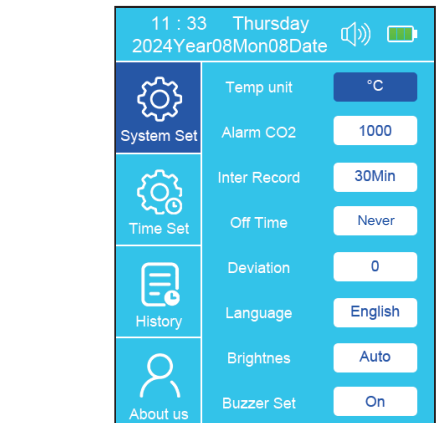 11 : 33 Thursday
2024Year08Mon08Date
System Set
Time Set
History
About us
Temp unit °C
Alarm CO2 1000
Inter Record 30Min
Off Time Never
Deviation 0
Language English
Brightnes Auto
Buzzer Set On